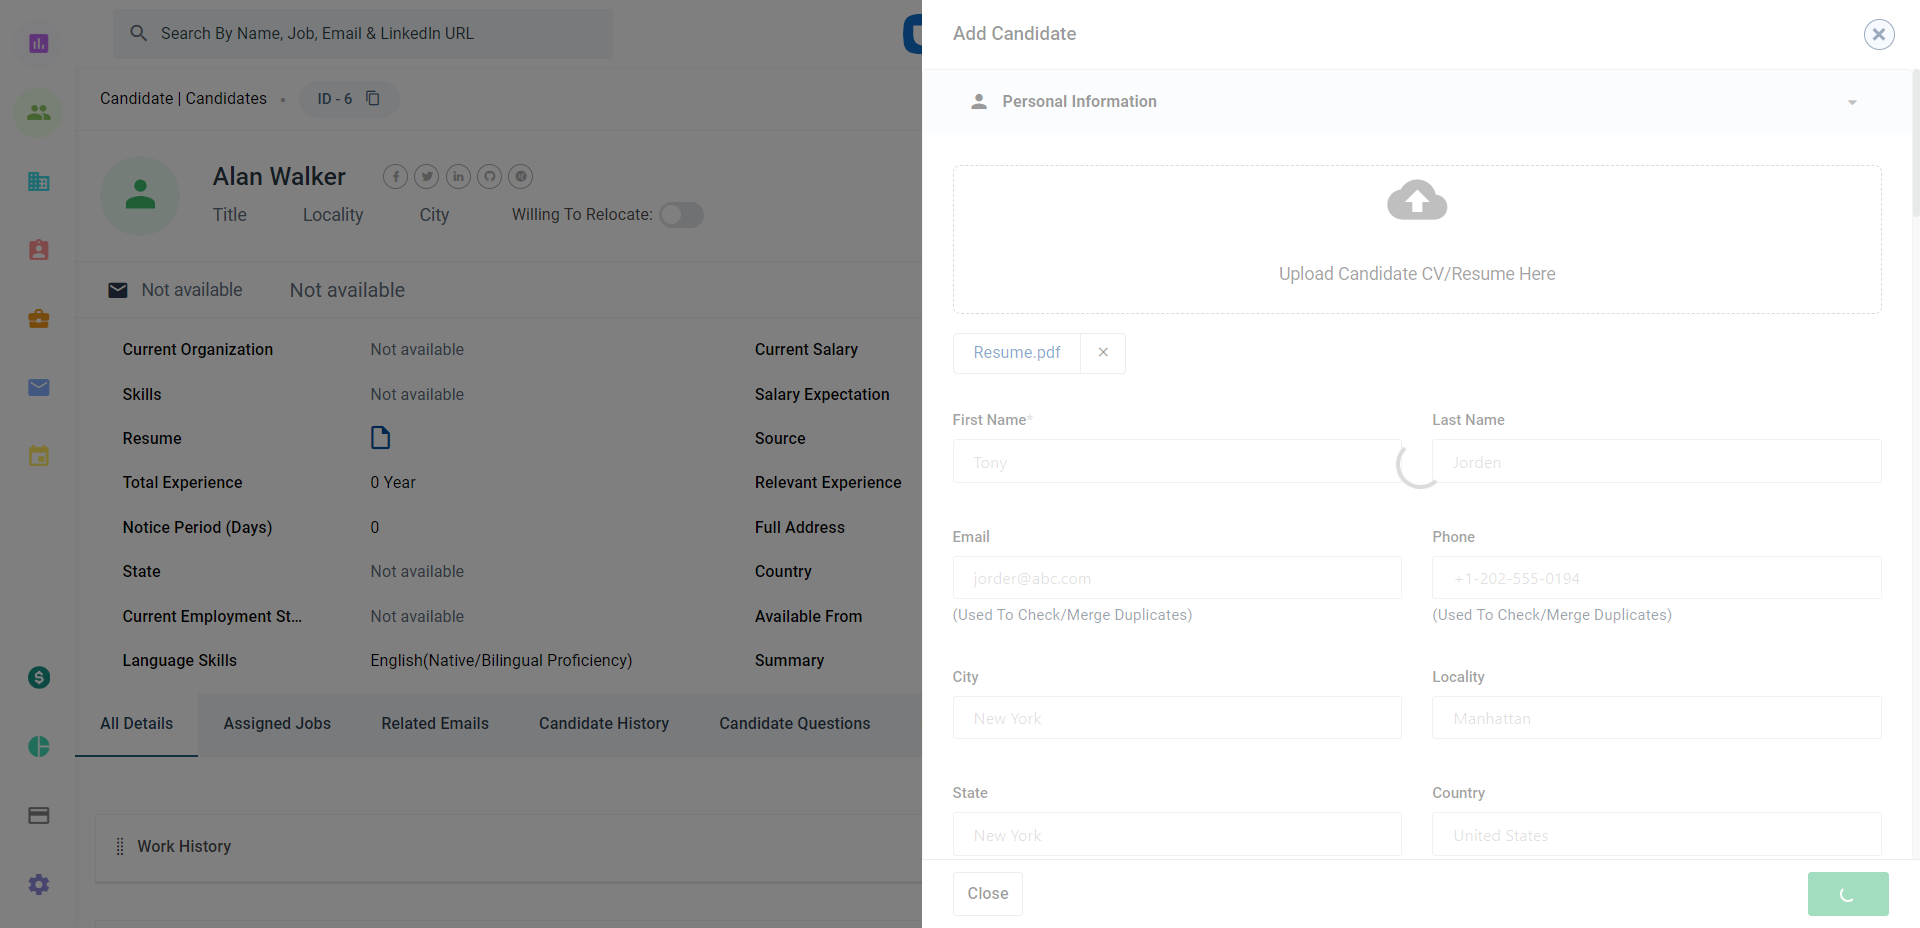 Search By Name, Job, Email & LinkedIn URL
Candidate | Candidates • ID - 6
Alan Walker
Title Locality City Willing To Relocate:
Not available Not available
Current Organization Not available Current Salary
Skills Not available Salary Expectation
Resume Source
Total Experience 0 Year Relevant Experience
Notice Period (Days) 0 Full Address
State Not available Country
Current Employment St... Not available Available From
Language Skills English(Native/Bilingual Proficiency) Summary
All Details Assigned Jobs Related Emails Candidate History Candidate Questions
Work History
Add Candidate
Personal Information
Upload Candidate CV/Resume Here
Resume.pdf
First Name* Last Name
Tony Jorden
Email Phone
jorder@abc.com +1-202-555-0194
(Used To Check/Merge Duplicates) (Used To Check/Merge Duplicates)
City Locality
New York Manhattan
State Country
New York United States
Close